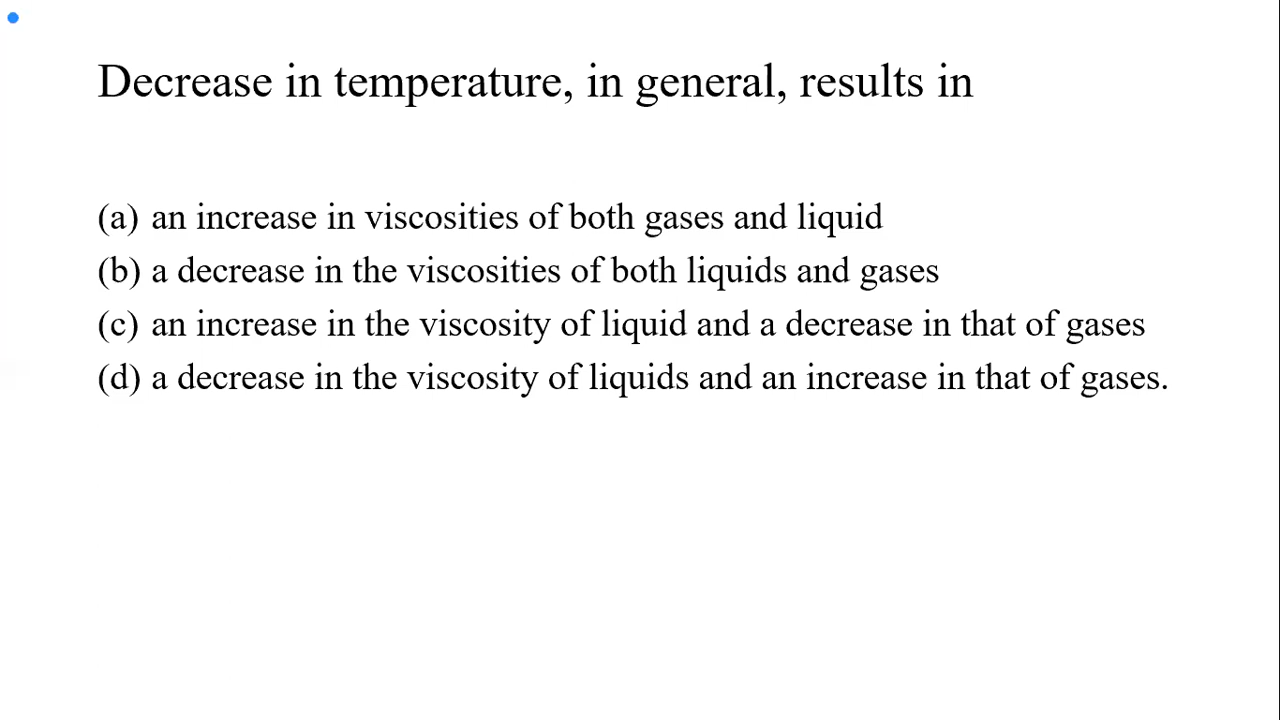 Decrease in temperature, in general, results in
(a) an increase in viscosities of both gases and liquid
(b) a decrease in the viscosities of both liquids and gases
(c) an increase in the viscosity of liquid and a decrease in that of gases
(d) a decrease in the viscosity of liquids and an increase in that of gases.